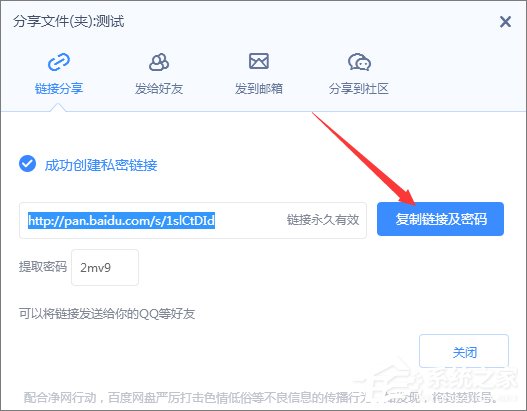 分享文件(夹):测试
链接分享
发给好友
发到邮箱
分享到社区
成功创建私密链接
http://pan.baidu.com/s/1slCtDId
链接永久有效
复制链接及密码
提取密码
2mv9
可以将链接发送给你的QQ等好友
关闭
系统之家
配合净网行动，百度网盘严厉打击色情低俗等不良信息的传播行为
将封禁账号。